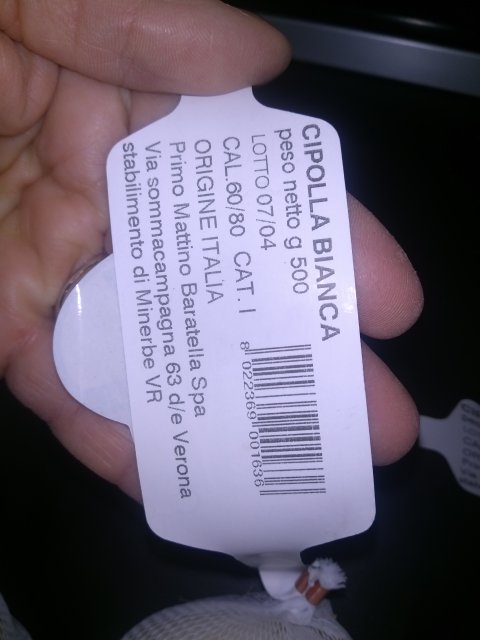 CIPOLLA BIANCA
peso netto g 500
LOTTO 07/04
CAL.60/80 CAT. I
ORIGINE ITALIA
Primo Mattino Baratella Spa
Via sommacampagna 63 d/e Verona
stabilimento di Minerbe VR
8 022369 001636